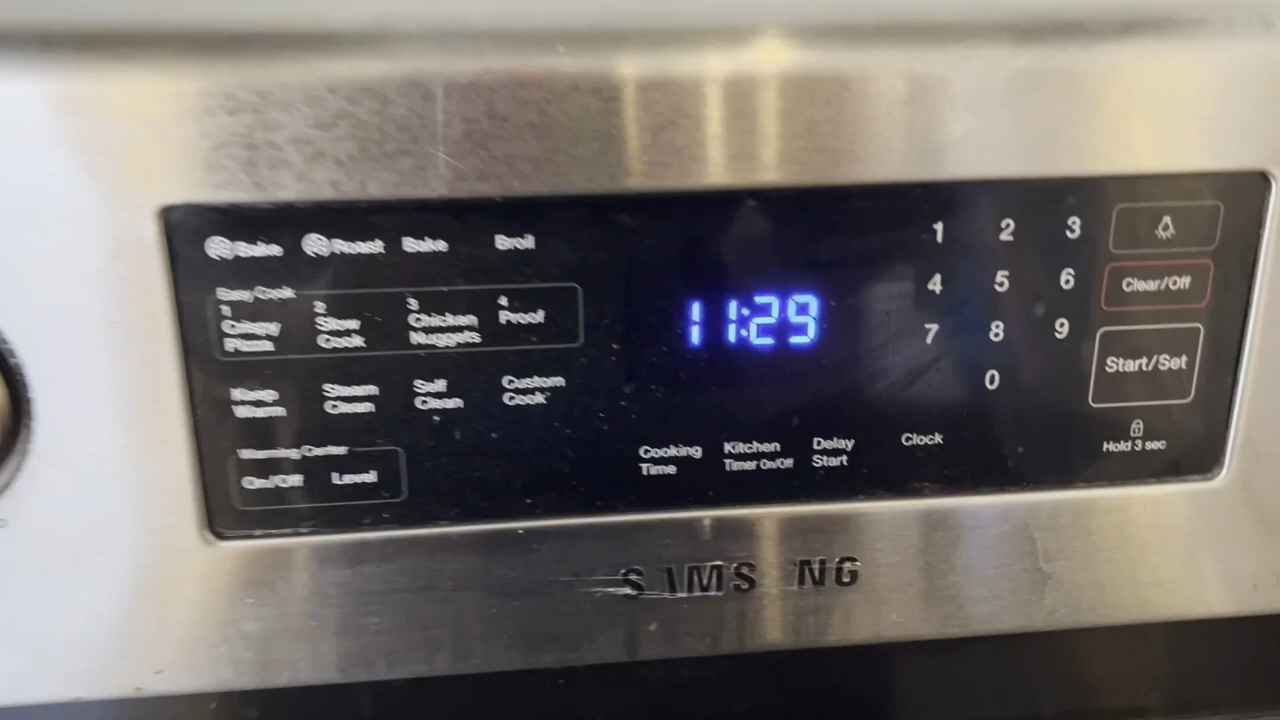 Bake Roast Bake Broil
Easy Cook
1 2 3 4
Crispy Pizza
Slow Cook
Chicken Nuggets
Proof
Keep Warm
Steam Clean
Self Clean
Custom Cook
Warming Center
On/Off Level
11:29
Cooking Time
Kitchen Timer On/Off
Delay Start
Clock
1 2 3
4 5 6
7 8 9
0
Clear/Off
Start/Set
Hold 3 sec
S MS NG